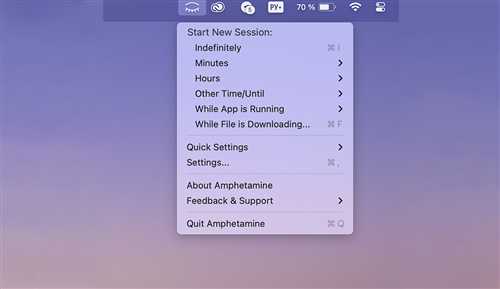 PY+ 70 %
Start New Session:
Indefinitely ⌘ I
Minutes
Hours
Other Time/Until
While App is Running
While File is Downloading... ⌘ F
Quick Settings
Settings... ⌘ ,
About Amphetamine
Feedback & Support
Quit Amphetamine ⌘ Q